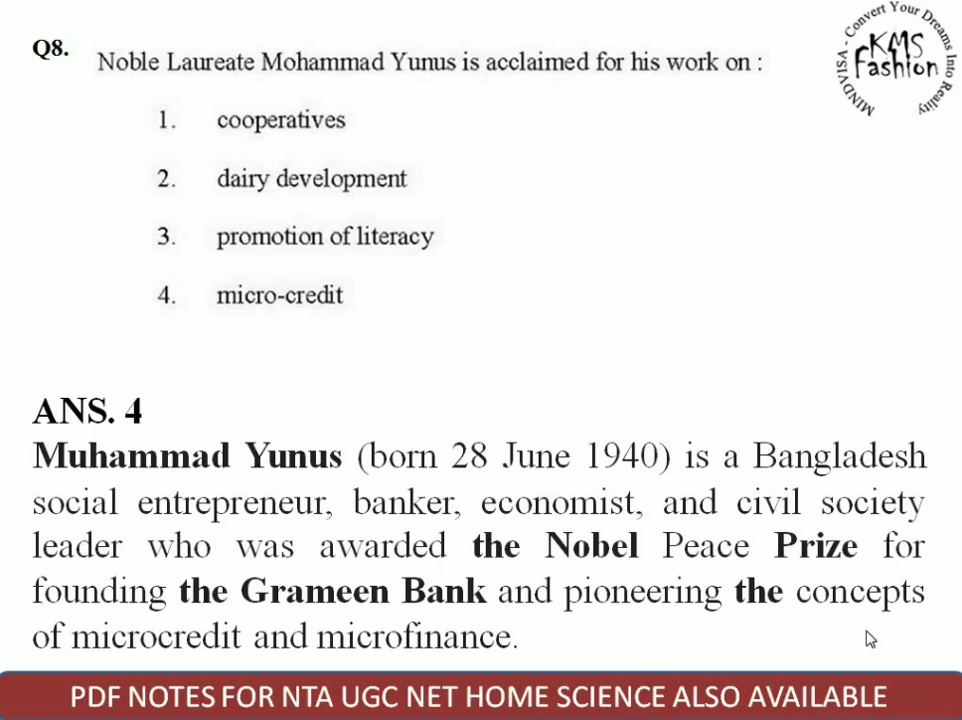 Q8.
Noble Laureate Mohammad Yunus is acclaimed for his work on :
1. cooperatives
2. dairy development
3. promotion of literacy
4. micro-credit
MINDVISA - Convert Your Dreams Into Reality
KMS
Fashion
ANS. 4
Muhammad Yunus (born 28 June 1940) is a Bangladesh
social entrepreneur, banker, economist, and civil society
leader who was awarded the Nobel Peace Prize for
founding the Grameen Bank and pioneering the concepts
of microcredit and microfinance.
PDF NOTES FOR NTA UGC NET HOME SCIENCE ALSO AVAILABLE